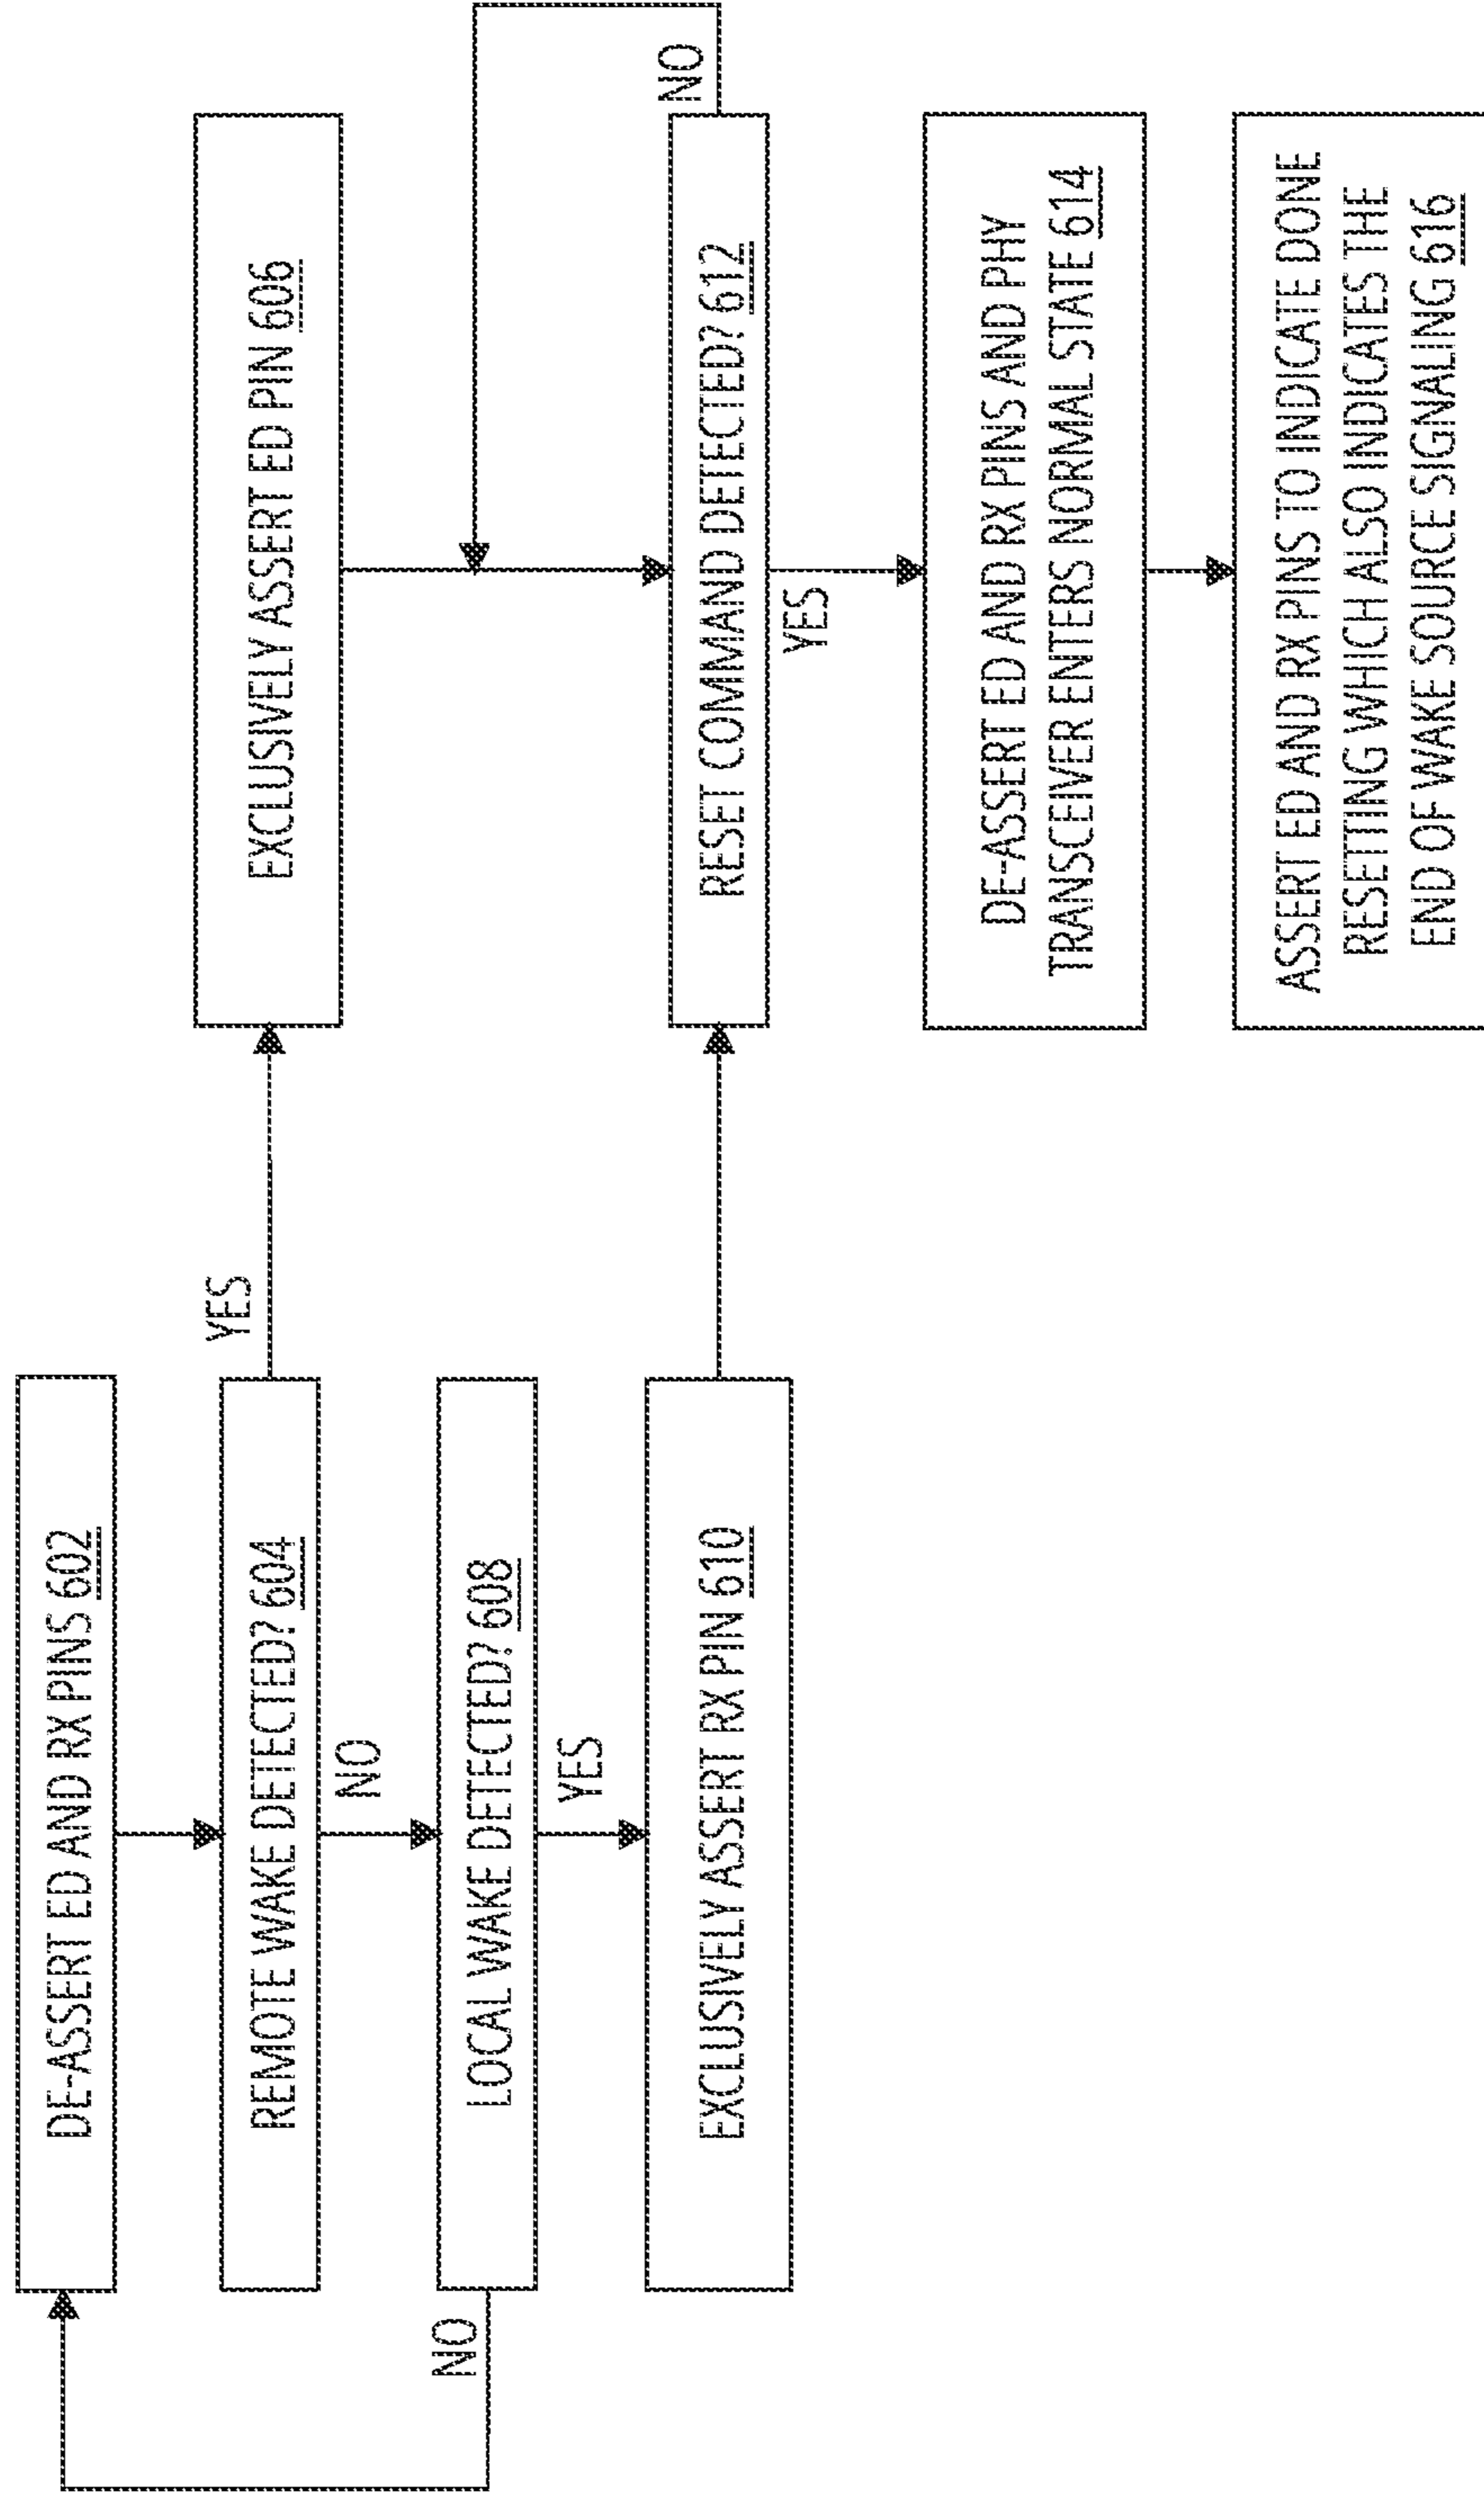 DE-ASSERT ED AND RX PINS 602
REMOTE WAKE DETECTED? 604
YES
NO
EXCLUSIVELY ASSERT ED PIN 606
LOCAL WAKE DETECTED? 608
NO
YES
EXCLUSIVELY ASSERT RX PIN 610
RESET COMMAND DETECTED? 612
NO
YES
DE-ASSERT ED AND RX PINS AND PHY
TRANSCEIVER ENTERS NORMAL STATE 614
ASSERT ED AND RX PINS TO INDICATE DONE
RESETTING WHICH ALSO INDICATES THE
END OF WAKE SOURCE SIGNALING 616